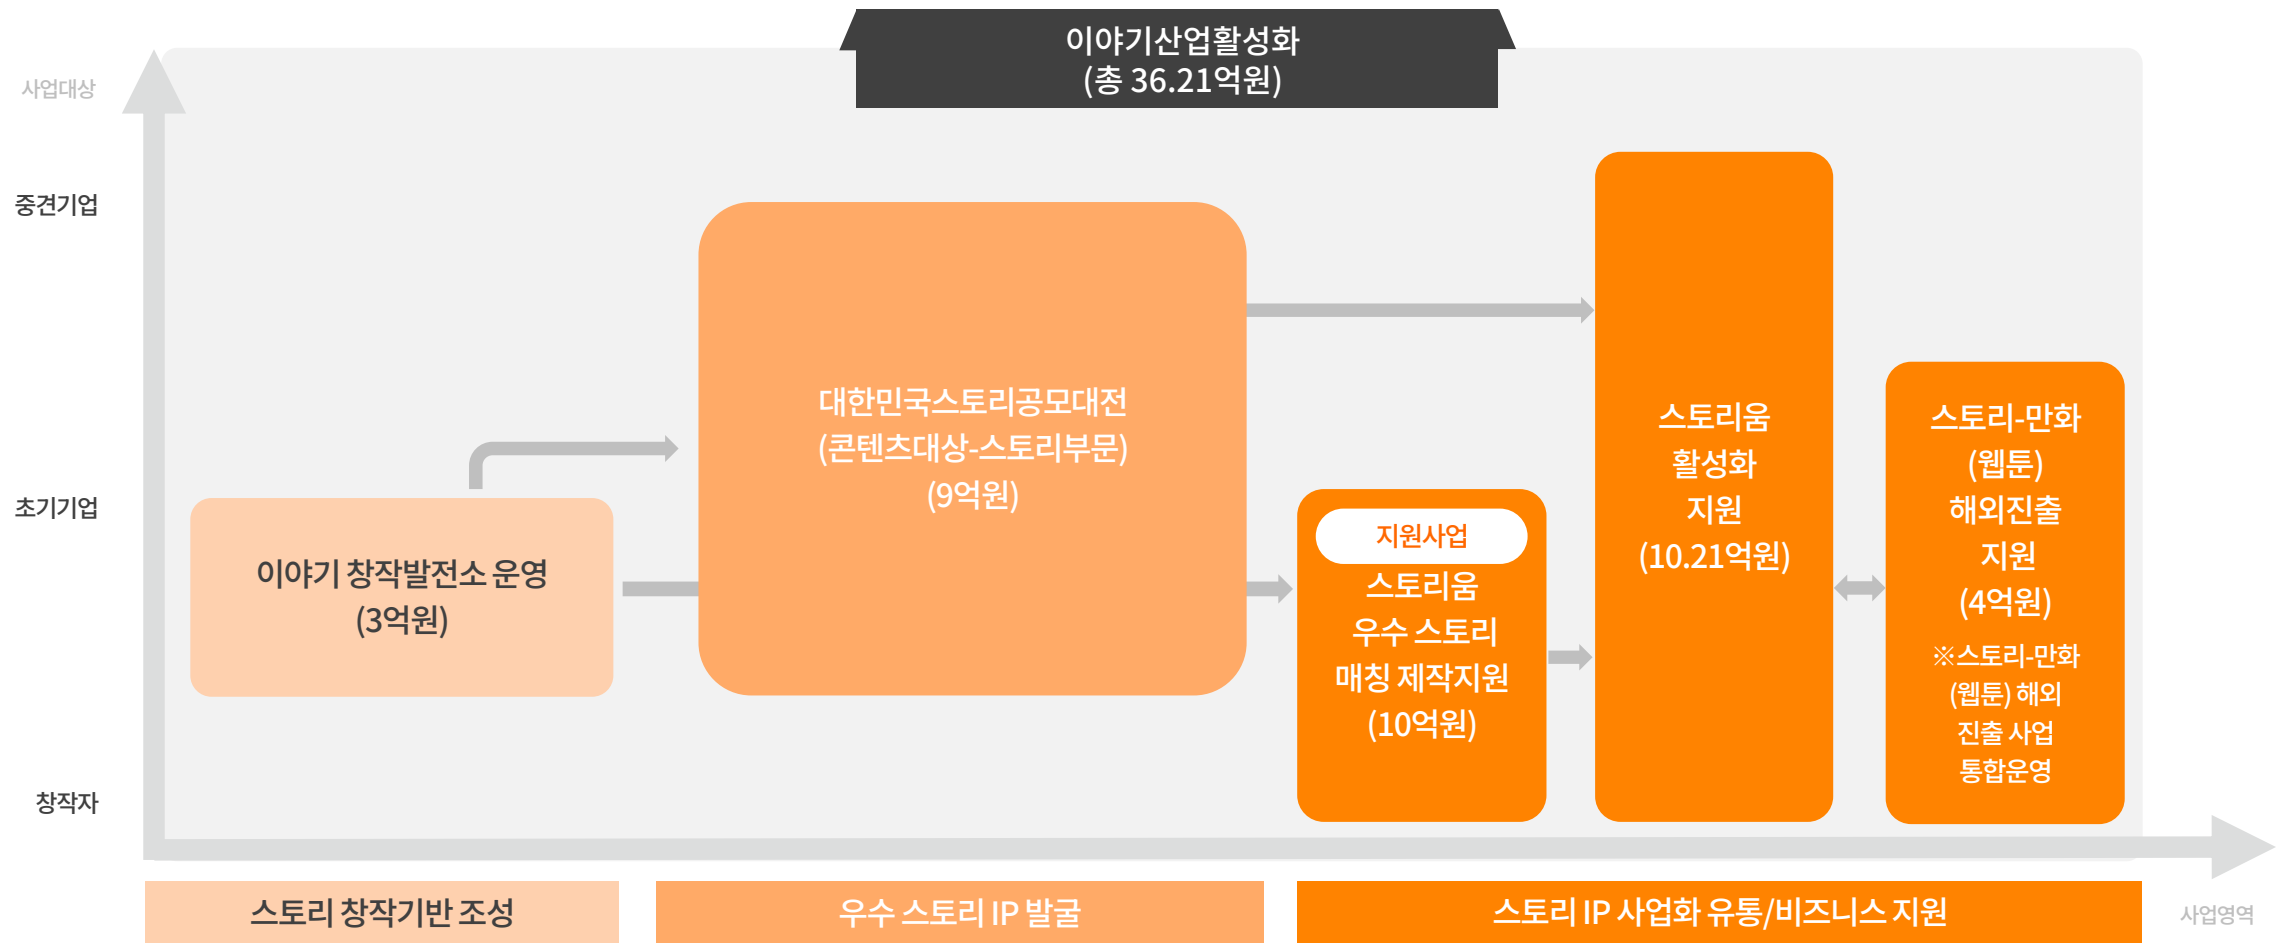 이야기산업활성화
(총 36.21억원)
사업대상
중견기업
초기기업
창작자
이야기 창작발전소 운영
(3억원)
대한민국스토리공모대전
(콘텐츠대상-스토리부문)
(9억원)
지원사업
스토리움
우수 스토리
매칭 제작지원
(10억원)
스토리움
활성화
지원
(10.21억원)
스토리-만화
(웹툰)
해외진출
지원
(4억원)
※스토리-만화
(웹툰) 해외
진출 사업
통합운영
스토리 창작기반 조성
우수 스토리 IP 발굴
스토리 IP 사업화 유통/비즈니스 지원
사업영역